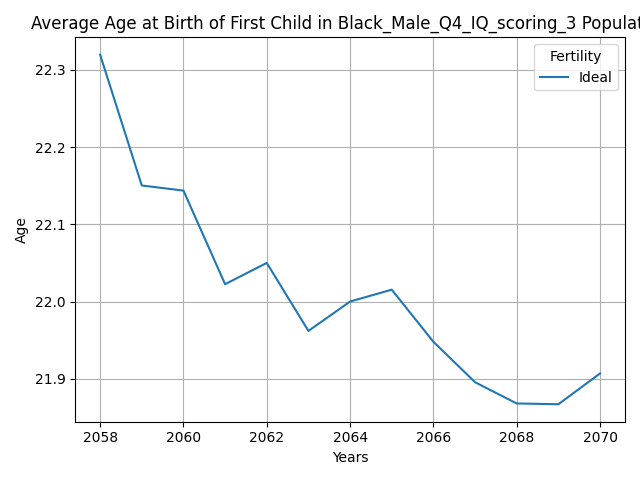 Average Age at Birth of First Child in Black_Male_Q4_IQ_scoring_3 Populat
Fertility
Ideal
22.3
22.2
22.1
22.0
21.9
Age
2058 2060 2062 2064 2066 2068 2070
Years